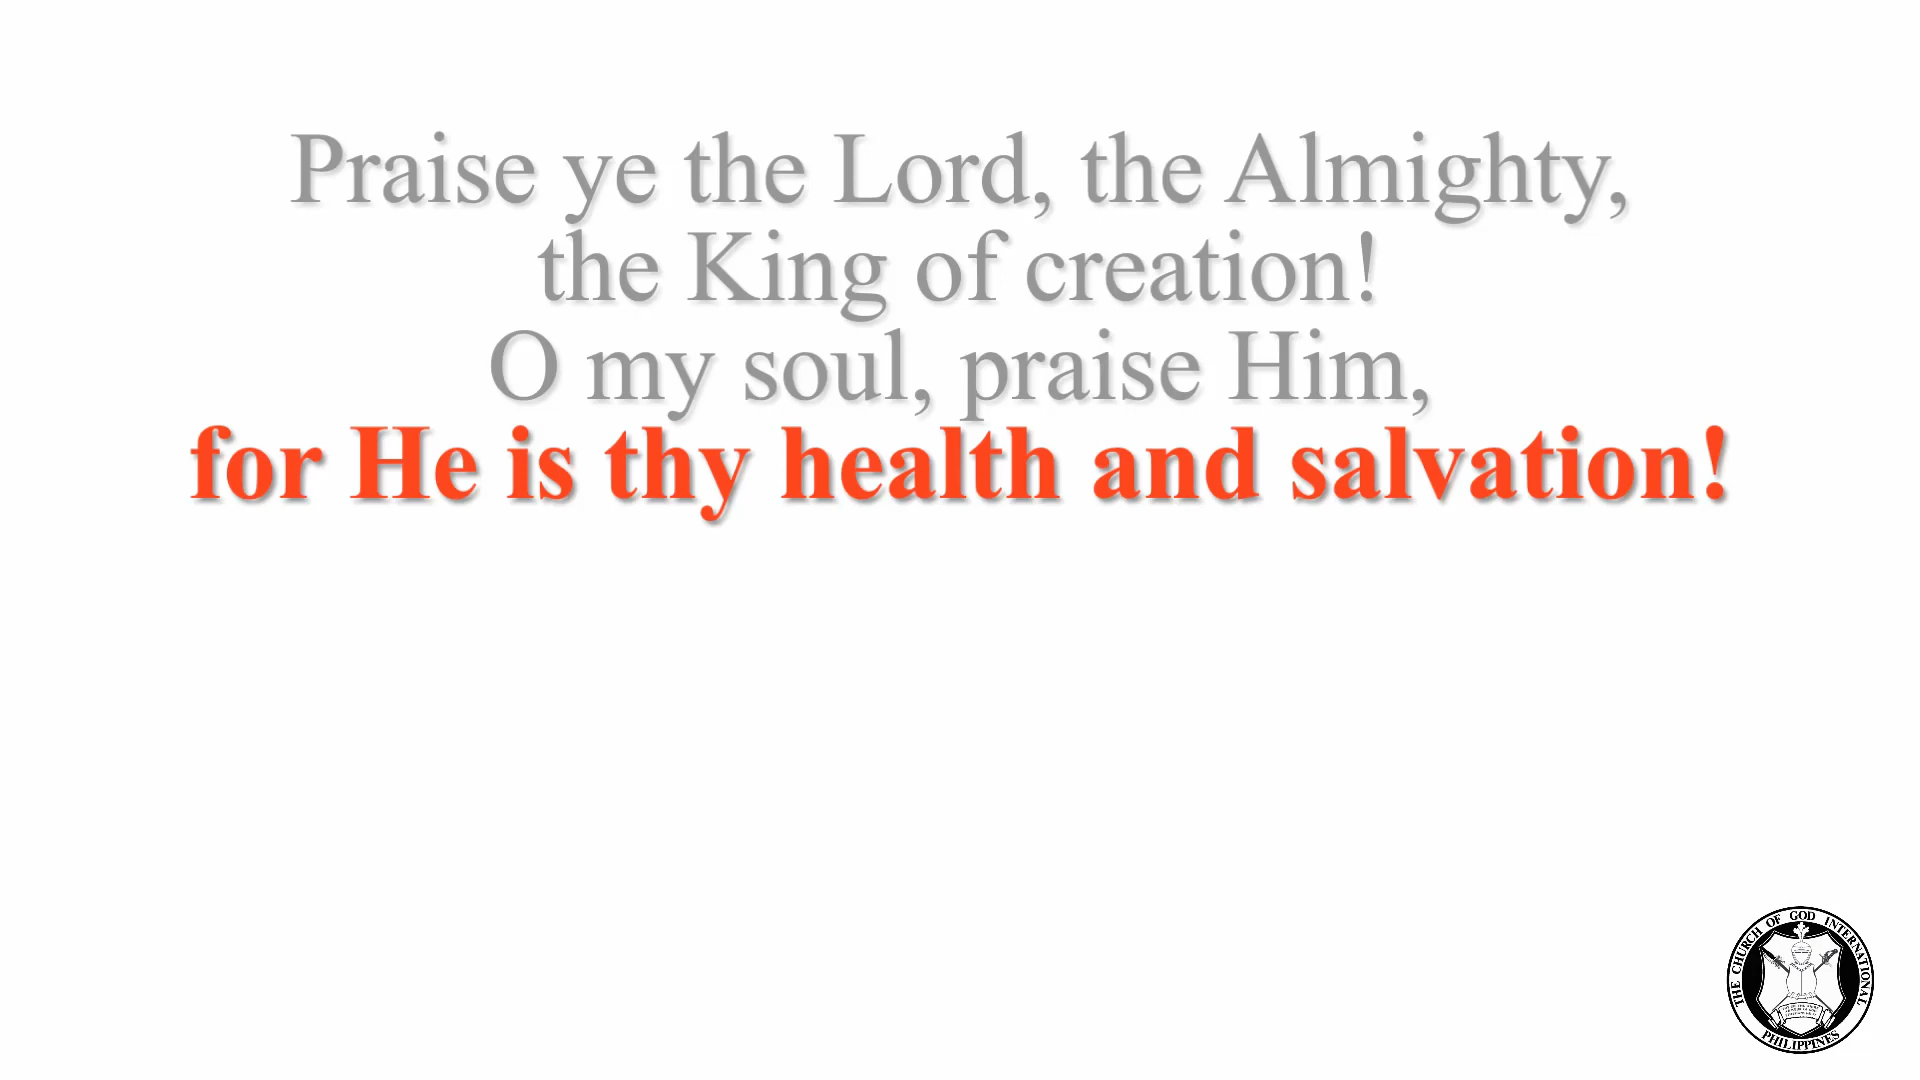 Praise ye the Lord, the Almighty,
the King of creation!
O my soul, praise Him,
for He is thy health and salvation!
THE CHURCH OF GOD INTERNATIONAL
PHILIPPINES